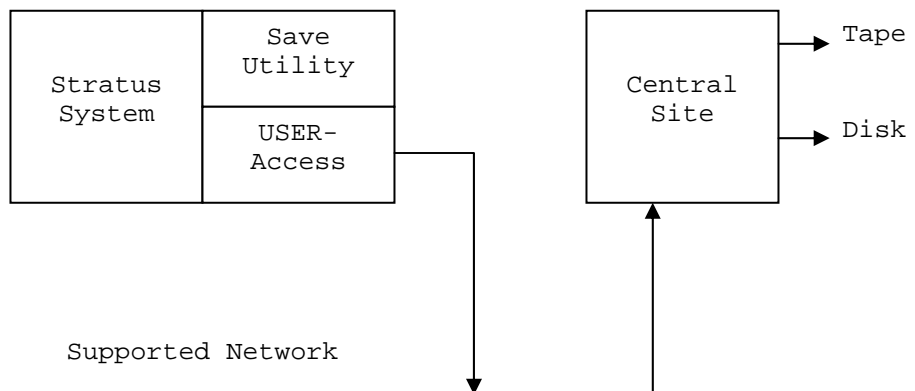 Stratus
System
Save
Utility
USER-
Access
Central
Site
Tape
Disk
Supported Network